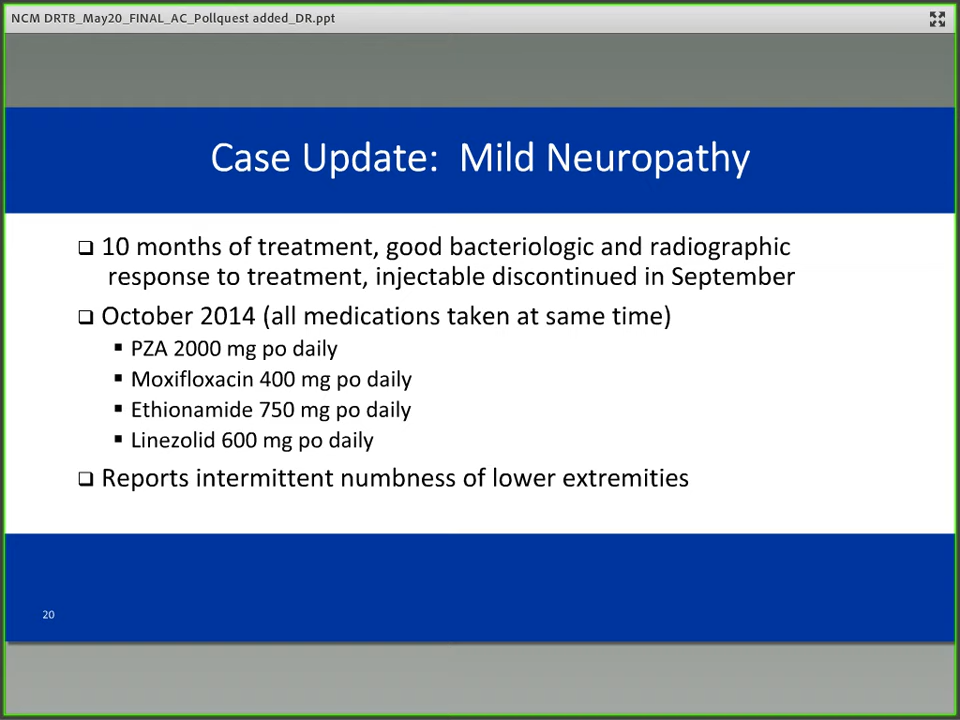 NCM DRTB_May20_FINAL_AC_Pollquest added_DR.ppt
Case Update:  Mild Neuropathy
❑ 10 months of treatment, good bacteriologic and radiographic
response to treatment, injectable discontinued in September
❑ October 2014 (all medications taken at same time)
▪ PZA 2000 mg po daily
▪ Moxifloxacin 400 mg po daily
▪ Ethionamide 750 mg po daily
▪ Linezolid 600 mg po daily
❑ Reports intermittent numbness of lower extremities
20